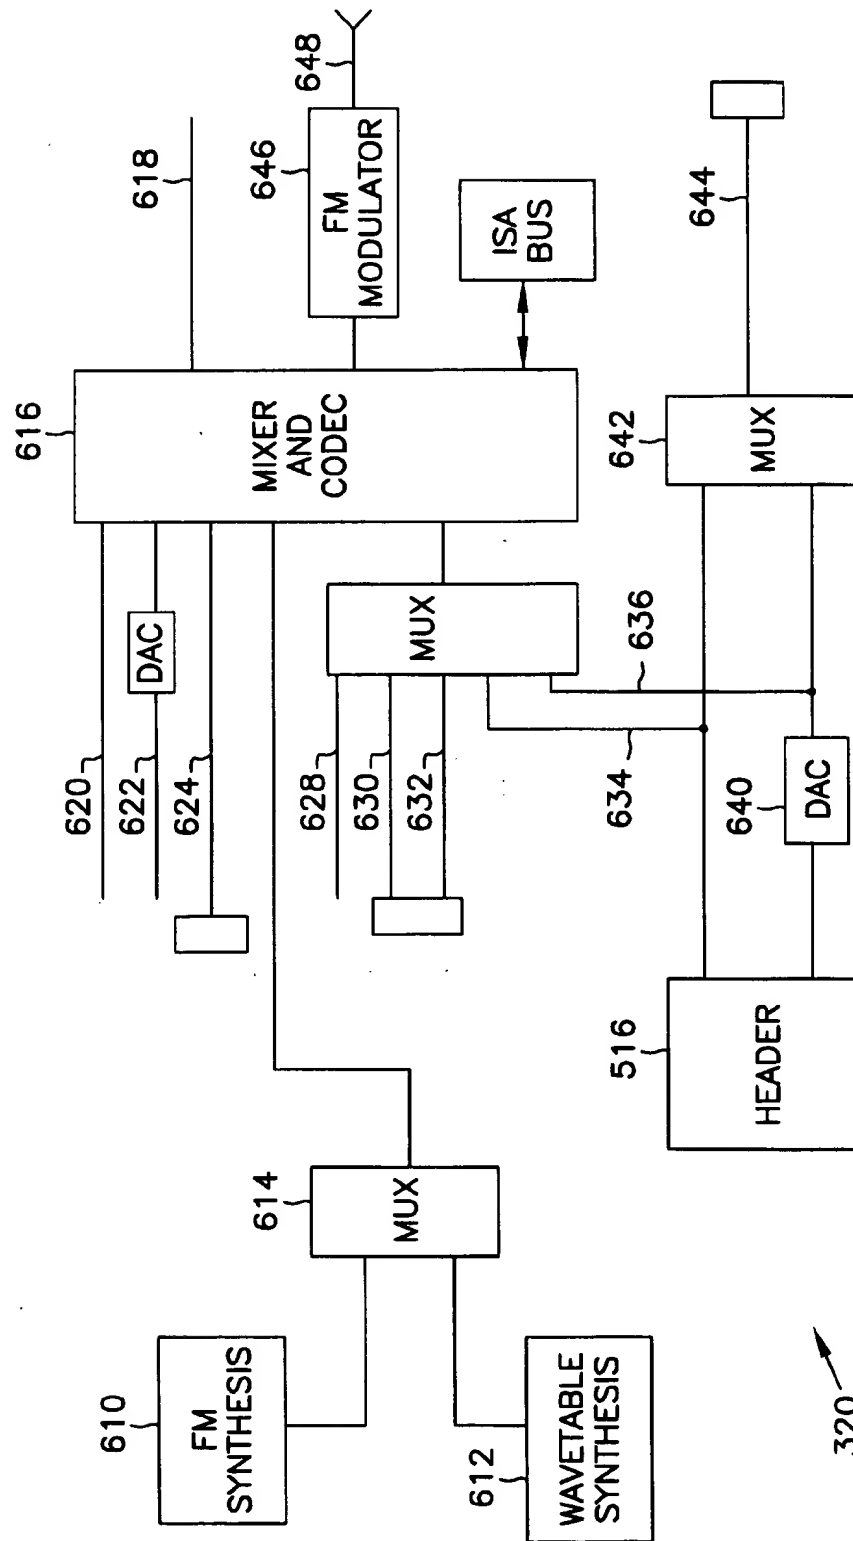 610
FM
SYNTHESIS
612
WAVETABLE
SYNTHESIS
614
MUX
620
622
DAC
624
616
MIXER
AND
CODEC
618
FM
MODULATOR
646
648
ISA
BUS
628
630
632
MUX
634
636
516
HEADER
640
DAC
642
MUX
644
320